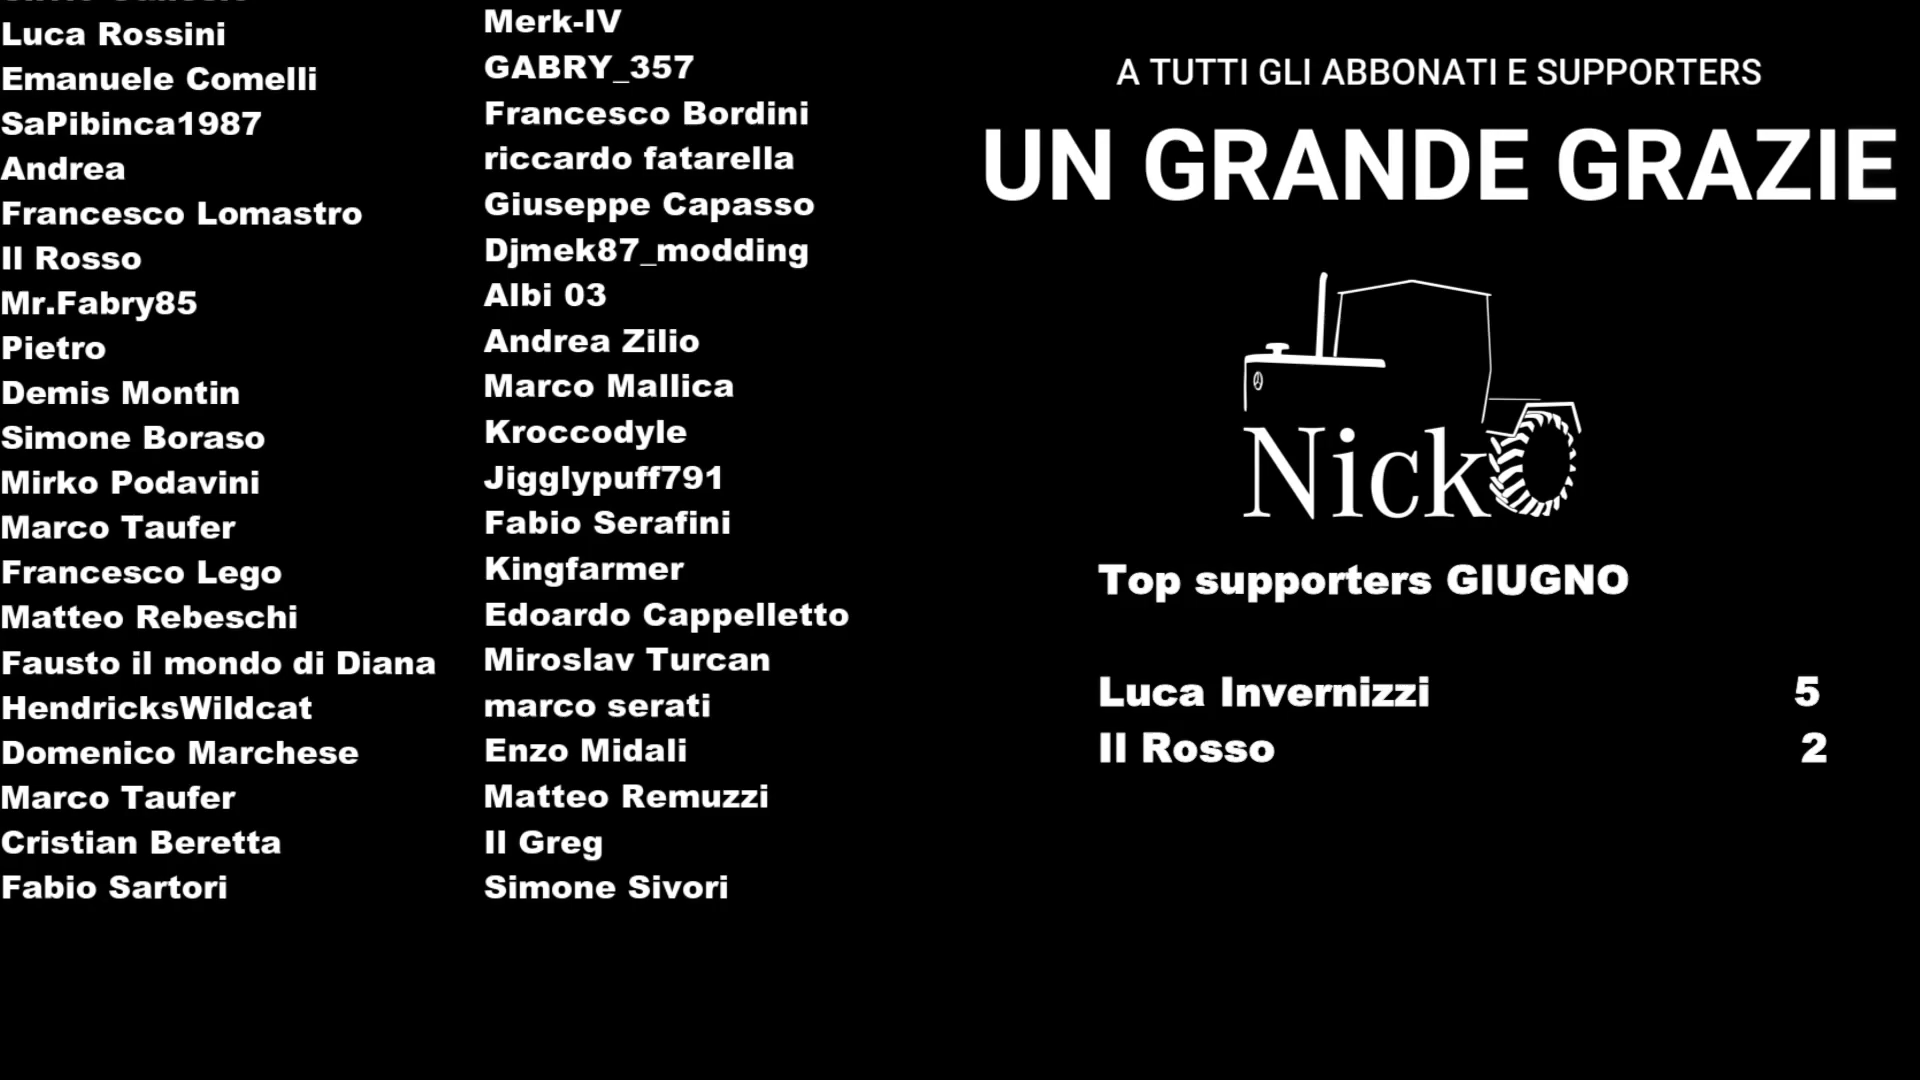 Luca Rossini
Emanuele Comelli
SaPibinca1987
Andrea
Francesco Lomastro
Il Rosso
Mr.Fabry85
Pietro
Demis Montin
Simone Boraso
Mirko Podavini
Marco Taufer
Francesco Lego
Matteo Rebeschi
Fausto il mondo di Diana
HendricksWildcat
Domenico Marchese
Marco Taufer
Cristian Beretta
Fabio Sartori
Merk-IV
GABRY_357
Francesco Bordini
riccardo fatarella
Giuseppe Capasso
Djmek87_modding
Albi 03
Andrea Zilio
Marco Mallica
Kroccodyle
Jigglypuff791
Fabio Serafini
Kingfarmer
Edoardo Cappelletto
Miroslav Turcan
marco serati
Enzo Midali
Matteo Remuzzi
Il Greg
Simone Sivori
A TUTTI GLI ABBONATI E SUPPORTERS
UN GRANDE GRAZIE
Nicko
Top supporters GIUGNO
Luca Invernizzi 5
Il Rosso 2